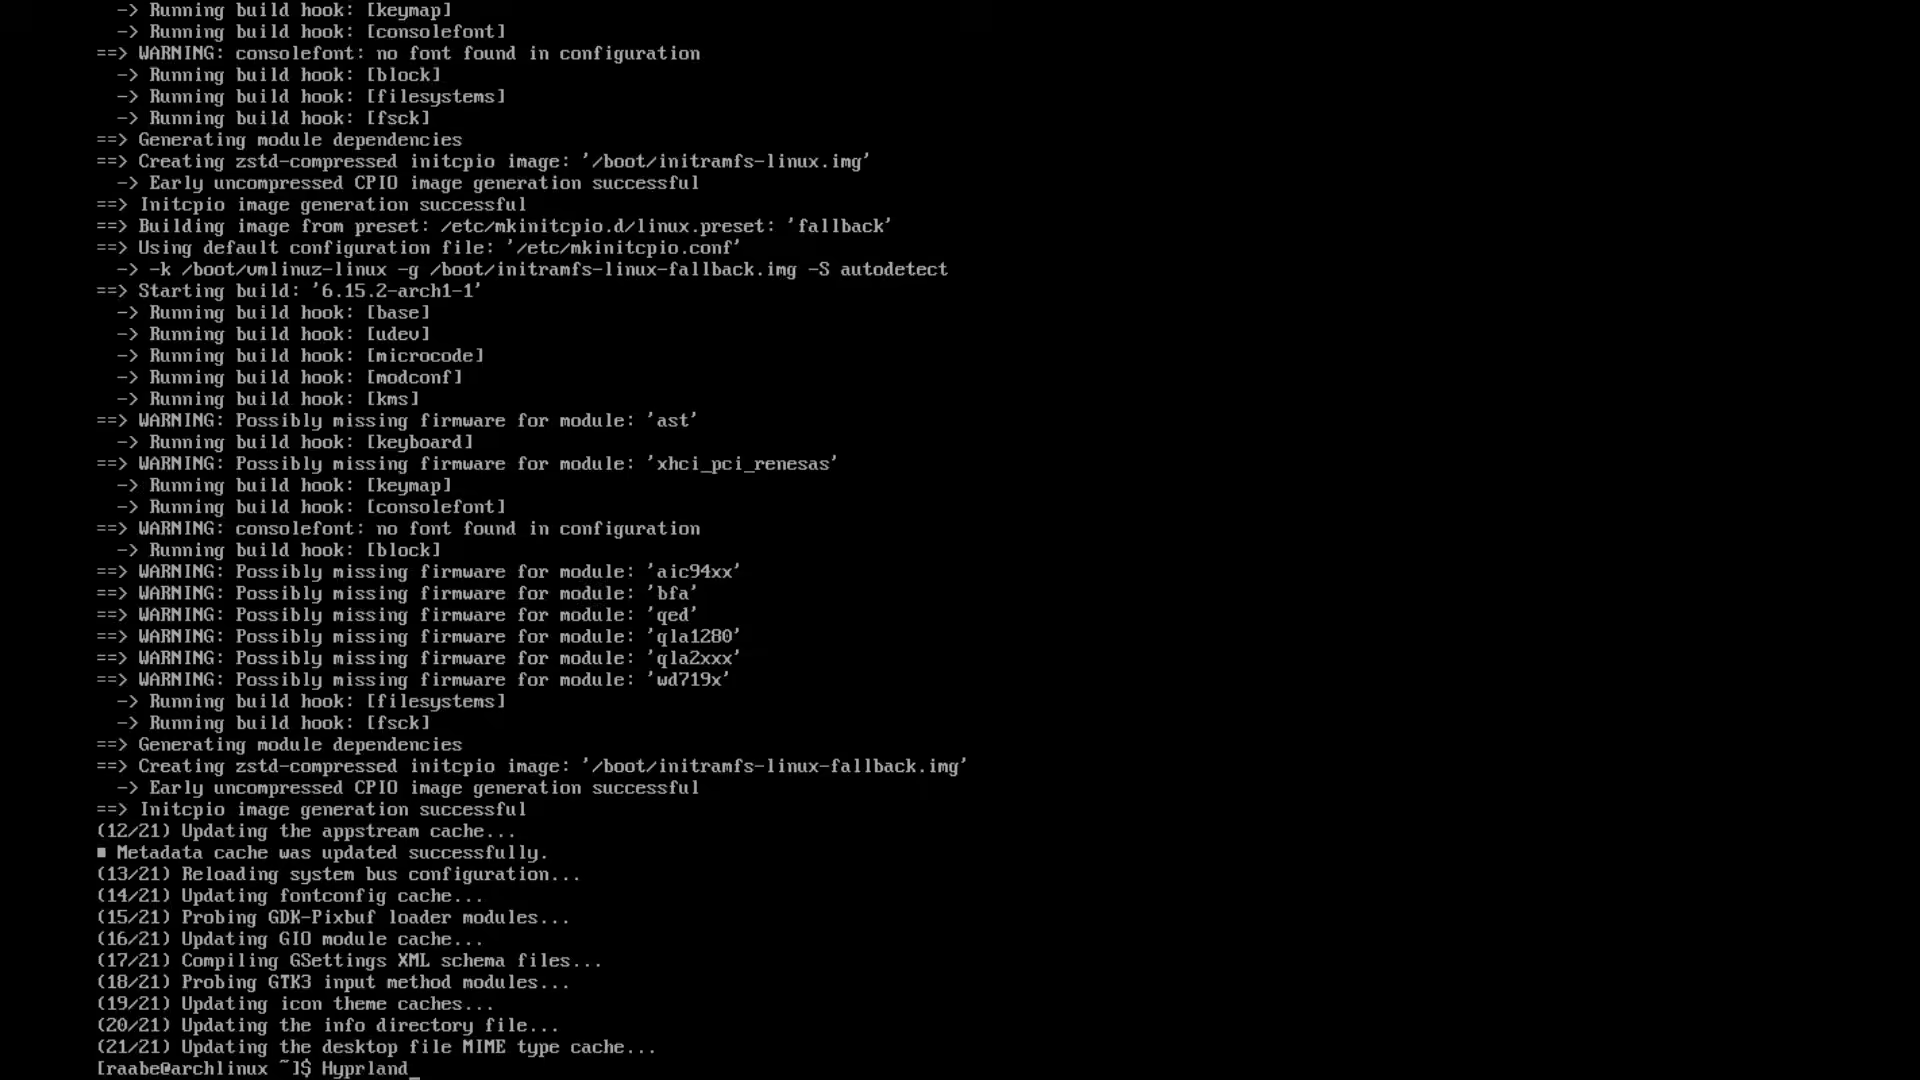 -> Running build hook: [keymap]
-> Running build hook: [consolefont]
==> WARNING: consolefont: no font found in configuration
-> Running build hook: [block]
-> Running build hook: [filesystems]
-> Running build hook: [fsck]
==> Generating module dependencies
==> Creating zstd-compressed initcpio image: '/boot/initramfs-linux.img'
-> Early uncompressed CPIO image generation successful
==> Initcpio image generation successful
==> Building image from preset: /etc/mkinitcpio.d/linux.preset: 'fallback'
==> Using default configuration file: '/etc/mkinitcpio.conf'
-> -k /boot/vmlinuz-linux -g /boot/initramfs-linux-fallback.img -S autodetect
==> Starting build: '6.15.2-arch1-1'
-> Running build hook: [base]
-> Running build hook: [udev]
-> Running build hook: [microcode]
-> Running build hook: [modconf]
-> Running build hook: [kms]
==> WARNING: Possibly missing firmware for module: 'ast'
-> Running build hook: [keyboard]
==> WARNING: Possibly missing firmware for module: 'xhci_pci_renesas'
-> Running build hook: [keymap]
-> Running build hook: [consolefont]
==> WARNING: consolefont: no font found in configuration
-> Running build hook: [block]
==> WARNING: Possibly missing firmware for module: 'aic94xx'
==> WARNING: Possibly missing firmware for module: 'bfa'
==> WARNING: Possibly missing firmware for module: 'qed'
==> WARNING: Possibly missing firmware for module: 'qla1280'
==> WARNING: Possibly missing firmware for module: 'qla2xxx'
==> WARNING: Possibly missing firmware for module: 'wd719x'
-> Running build hook: [filesystems]
-> Running build hook: [fsck]
==> Generating module dependencies
==> Creating zstd-compressed initcpio image: '/boot/initramfs-linux-fallback.img'
-> Early uncompressed CPIO image generation successful
==> Initcpio image generation successful
(12/21) Updating the appstream cache...
■ Metadata cache was updated successfully.
(13/21) Reloading system bus configuration...
(14/21) Updating fontconfig cache...
(15/21) Probing GDK-Pixbuf loader modules...
(16/21) Updating GIO module cache...
(17/21) Compiling GSettings XML schema files...
(18/21) Probing GTK3 input method modules...
(19/21) Updating icon theme caches...
(20/21) Updating the info directory file...
(21/21) Updating the desktop file MIME type cache...
[raabe@archlinux ~]$ Hyprland_